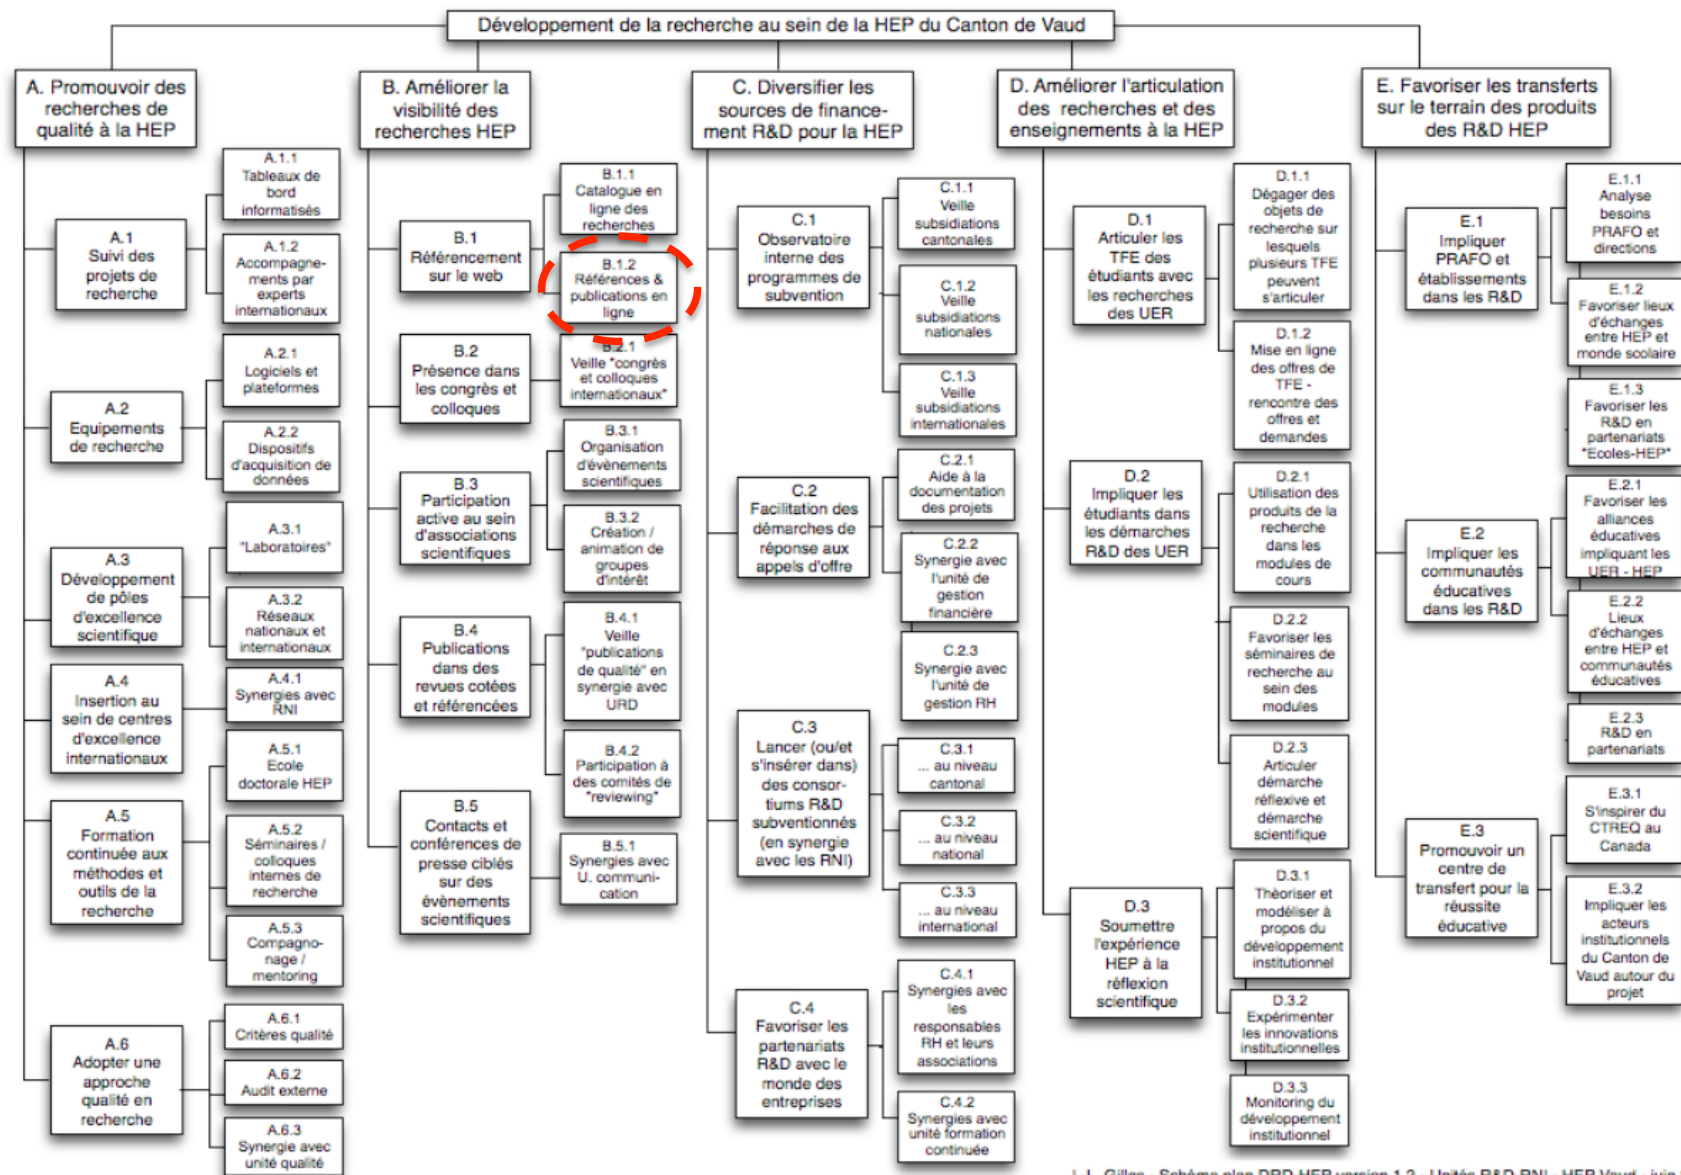 Développement de la recherche au sein de la HEP du Canton de Vaud
A. Promouvoir des
recherches de
qualité à la HEP
A.1
Suivi des
projets de
recherche
A.1.1
Tableaux de
bord
informatisés
A.1.2
Accompagne-
ments par
experts
internationaux
A.2
Equipements
de recherche
A.2.1
Logiciels et
plateformes
A.2.2
Dispositifs
d'acquisition de
données
A.3
Développement
de pôles
d'excellence
scientifique
A.3.1
"Laboratoires"
A.3.2
Réseaux
nationaux et
internationaux
A.4
Insertion au
sein de centres
d'excellence
internationaux
A.4.1
Synergies avec
RNI
A.5
Formation
continuée aux
méthodes et
outils de la
recherche
A.5.1
Ecole
doctorale HEP
A.5.2
Séminaires /
colloques
internes de
recherche
A.5.3
Compagno-
nage /
mentoring
A.6
Adopter une
approche
qualité en
recherche
A.6.1
Critères qualité
A.6.2
Audit externe
A.6.3
Synergie avec
unité qualité
B. Améliorer la
visibilité des
recherches HEP
B.1
Référencement
sur le web
B.1.1
Catalogue en
ligne des
recherches
B.1.2
Références &
publications en
ligne
B.2
Présence dans
les congrès et
colloques
B.2.1
Veille "congrès
et colloques
internationaux"
B.3
Participation
active au sein
d'associations
scientifiques
B.3.1
Organisation
d'évènements
scientifiques
B.3.2
Création /
animation de
groupes
d'intérêt
B.4
Publications
dans des
revues cotées
et référencées
B.4.1
Veille
"publications
de qualité" en
synergie avec
URD
B.4.2
Participation à
des comités de
"reviewing"
B.5
Contacts et
conférences de
presse ciblés
sur des
évènements
scientifiques
B.5.1
Synergies avec
U. communi-
cation
C. Diversifier les
sources de finance-
ment R&D pour la HEP
C.1
Observatoire
interne des
programmes de
subvention
C.1.1
Veille
subsidiations
cantonales
C.1.2
Veille
subsidiations
nationales
C.1.3
Veille
subsidiations
internationales
C.2
Facilitation des
démarches de
réponse aux
appels d'offre
C.2.1
Aide à la
documentation
des projets
C.2.2
Synergie avec
l'unité de
gestion
financière
C.2.3
Synergie avec
l'unité de
gestion RH
C.3
Lancer (ou/et
s'insérer dans)
des consor-
tiums R&D
subventionnés
(en synergie
avec les RNI)
C.3.1
... au niveau
cantonal
C.3.2
... au niveau
national
C.3.3
... au niveau
international
C.4
Favoriser les
partenariats
R&D avec le
monde des
entreprises
C.4.1
Synergies avec
les
responsables
RH et leurs
associations
C.4.2
Synergies avec
unité formation
continuée
D. Améliorer l'articulation
des recherches et des
enseignements à la HEP
D.1
Articuler les
TFE des
étudiants avec
les recherches
des UER
D.1.1
Dégager des
objets de
recherche sur
lesquels
plusieurs TFE
peuvent
s'articuler
D.1.2
Mise en ligne
des offres de
TFE -
rencontre des
offres et
demandes
D.2
Impliquer les
étudiants dans
les démarches
R&D des UER
D.2.1
Utilisation des
produits de la
recherche
dans les
modules de
cours
D.2.2
Favoriser les
séminaires de
recherche au
sein des
modules
D.2.3
Articuler
démarche
réflexive et
démarche
scientifique
D.3
Soumettre
l'expérience
HEP à la
réflexion
scientifique
D.3.1
Théoriser et
modéliser à
propos du
développement
institutionnel
D.3.2
Expérimenter
les innovations
institutionnelles
D.3.3
Monitoring du
développement
institutionnel
E. Favoriser les transferts
sur le terrain des produits
des R&D HEP
E.1
Impliquer
PRAFO et
établissements
dans les R&D
E.1.1
Analyse
besoins
PRAFO et
directions
E.1.2
Favoriser lieux
d'échanges
entre HEP et
monde scolaire
E.1.3
Favoriser les
R&D en
partenariats
"Ecoles-HEP"
E.2
Impliquer les
communautés
éducatives
dans les R&D
E.2.1
Favoriser les
alliances
éducatives
impliquant les
UER - HEP
E.2.2
Lieux
d'échanges
entre HEP et
communautés
éducatives
E.2.3
R&D en
partenariats
E.3
Promouvoir un
centre de
transfert pour la
réussite
éducative
E.3.1
S'inspirer du
CTREQ au
Canada
E.3.2
Impliquer les
acteurs
institutionnels
du Canton de
Vaud autour du
projet
Gilles - Schéma plan DRD-HEP version 1.2 - Unités R&D-RNI - HEP Vaud - juin